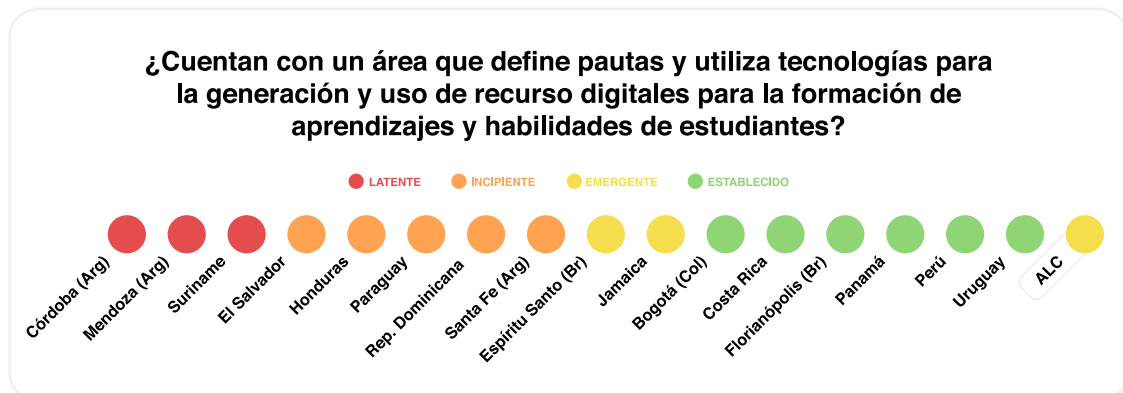 ¿Cuentan con un área que define pautas y utiliza tecnologías para
la generación y uso de recurso digitales para la formación de
aprendizajes y habilidades de estudiantes?
LATENTE INCIPIENTE EMERGENTE ESTABLECIDO
Córdoba (Arg)
Mendoza (Arg)
Suriname
El Salvador
Honduras
Paraguay
Rep. Dominicana
Santa Fe (Arg)
Espíritu Santo (Br)
Jamaica
Bogotá (Col)
Costa Rica
Florianópolis (Br)
Panamá
Perú
Uruguay
ALC